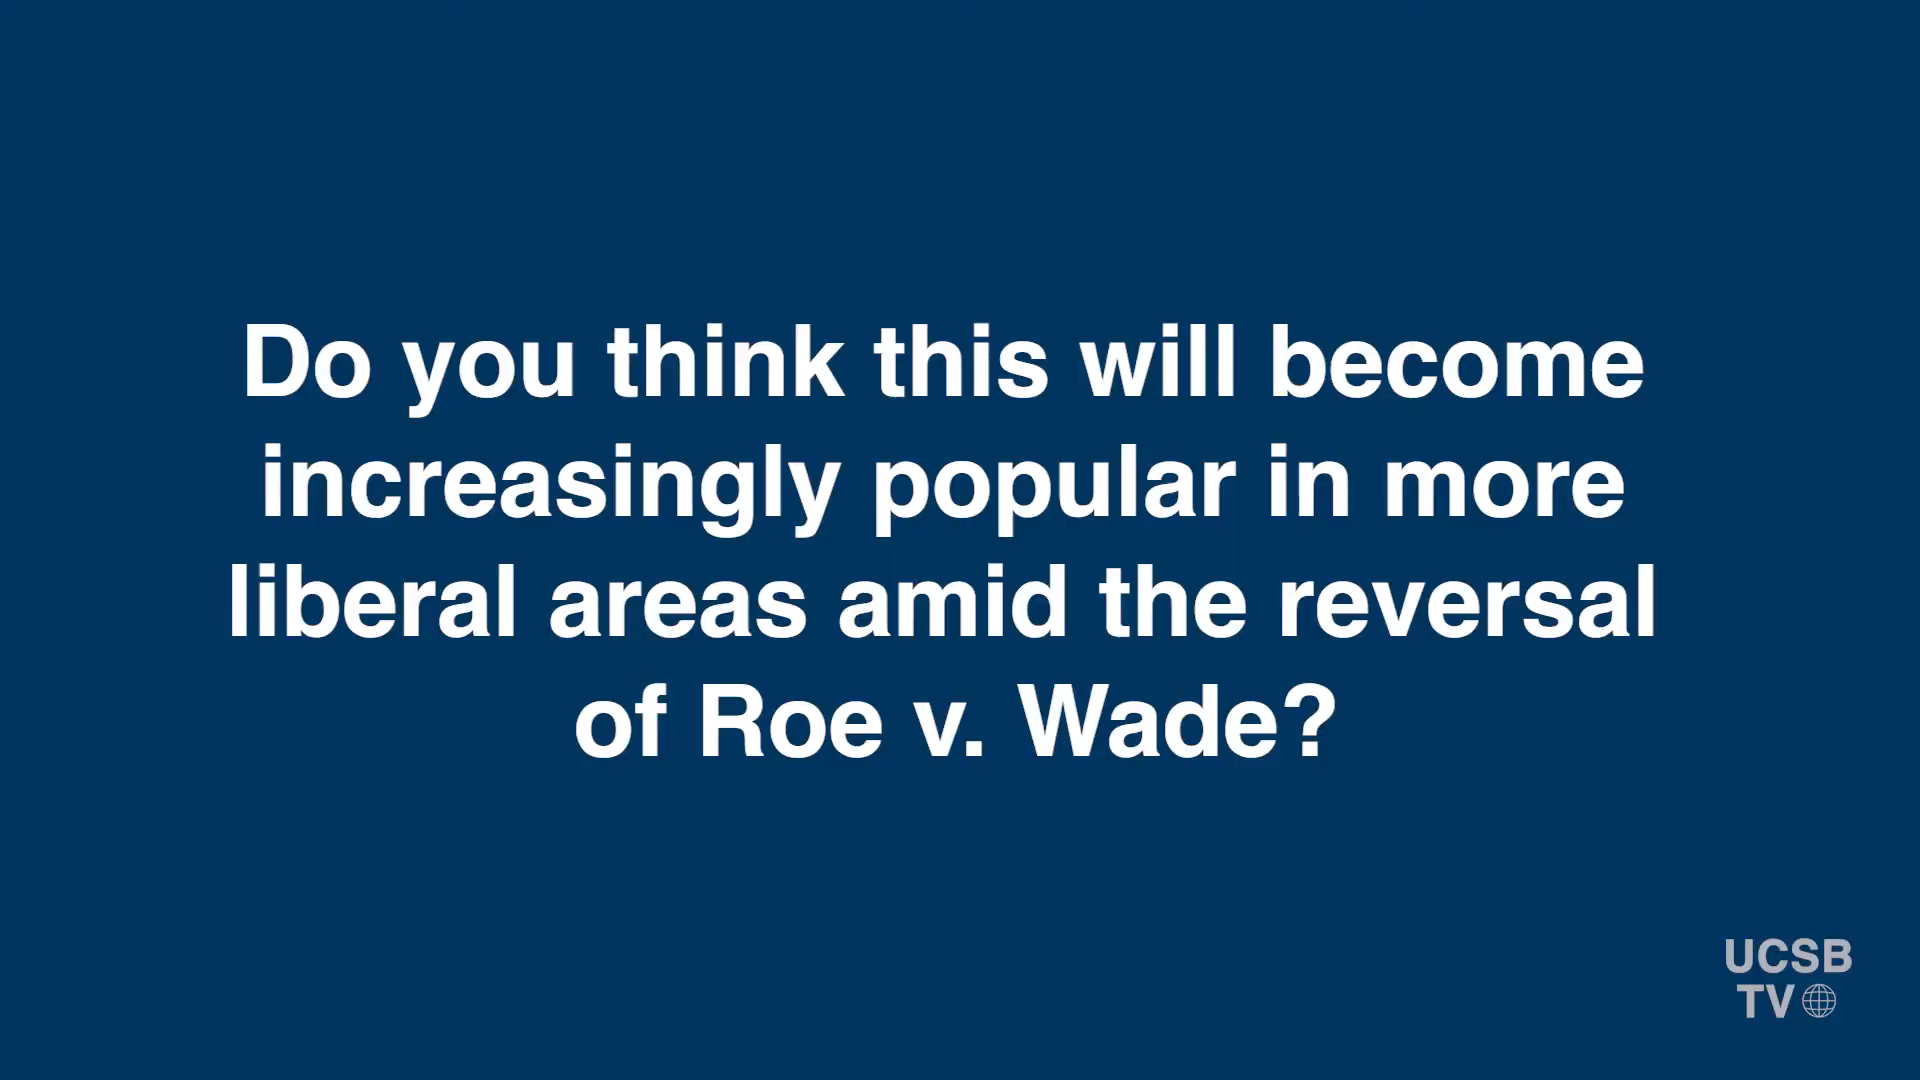 Do you think this will become
increasingly popular in more
liberal areas amid the reversal
of Roe v. Wade?
UCSB
TV